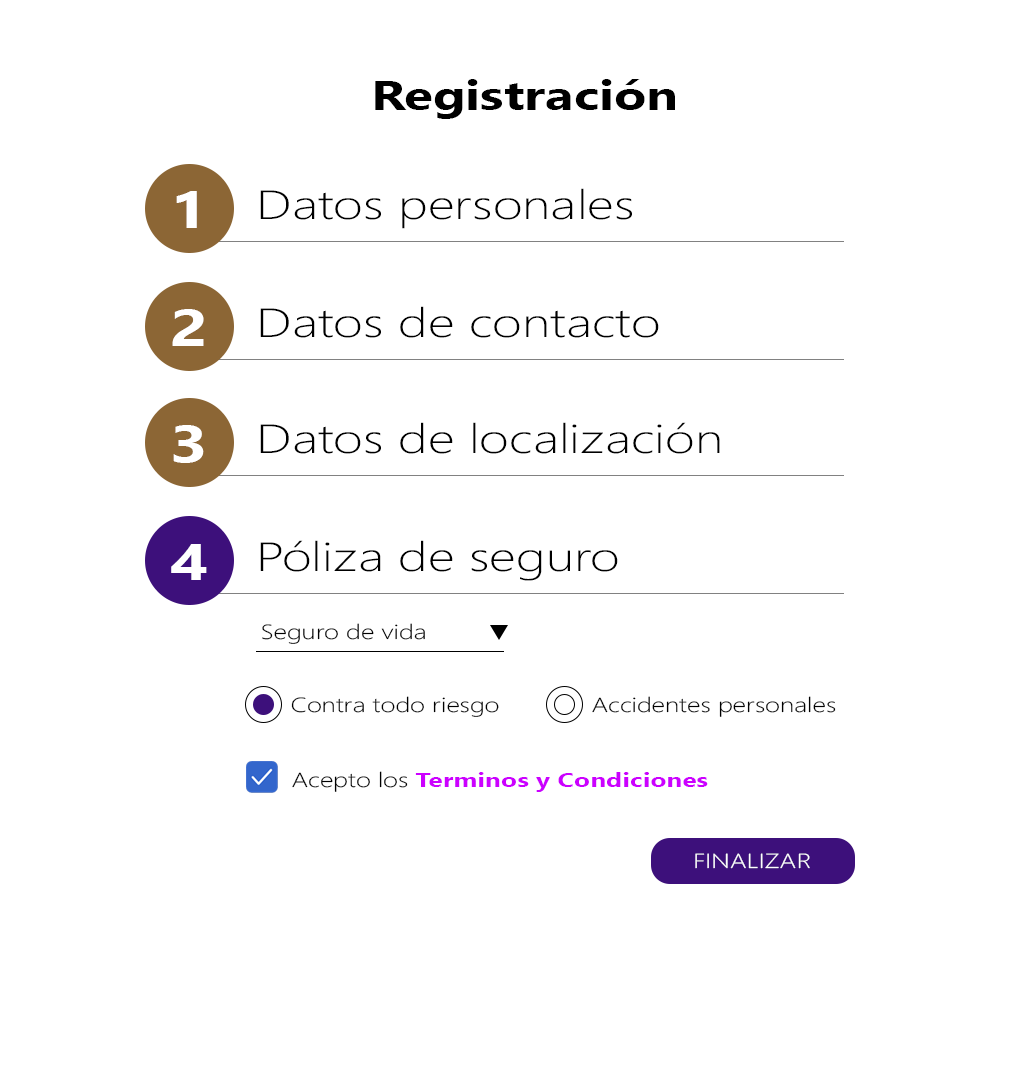 Registración
1 Datos personales
2 Datos de contacto
3 Datos de localización
4 Póliza de seguro
Seguro de vida
Contra todo riesgo Accidentes personales
Acepto los Terminos y Condiciones
FINALIZAR